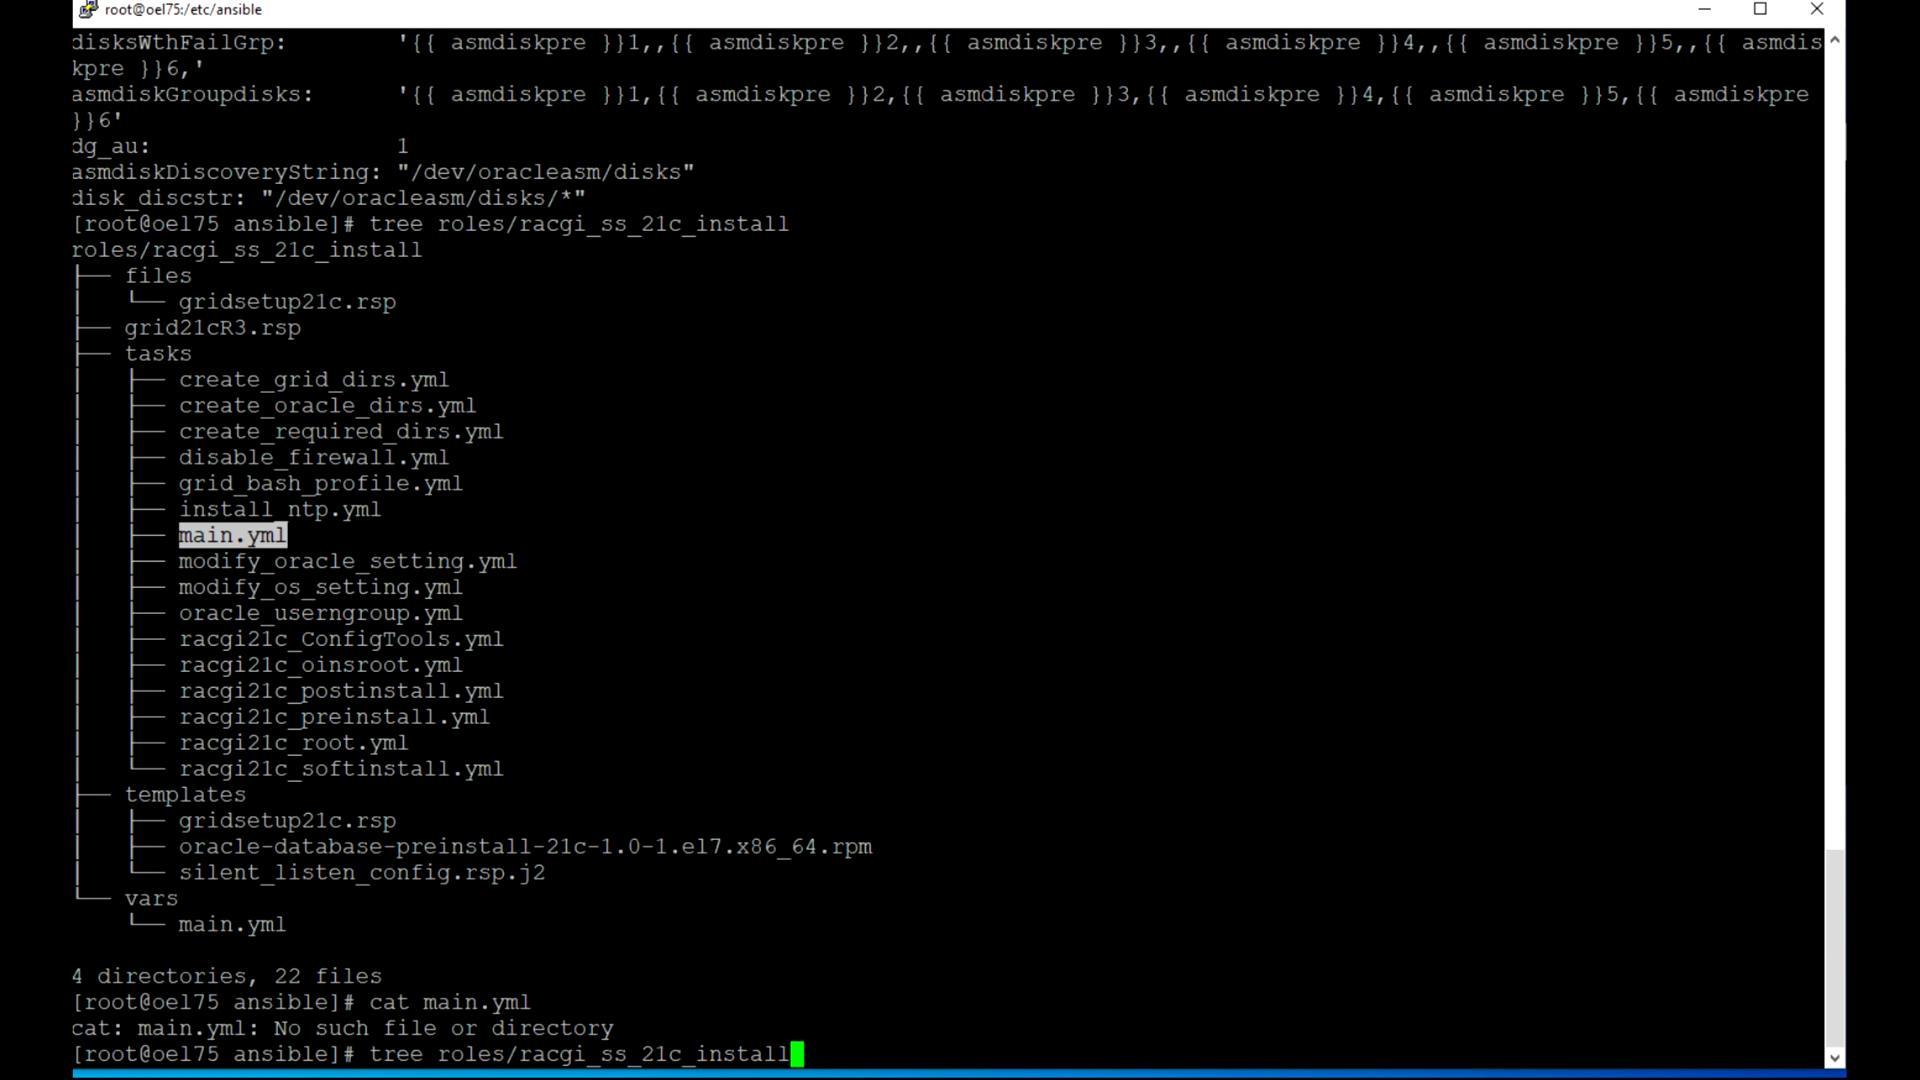 root@oel75:/etc/ansible
disksWthFailGrp: '{{ asmdiskpre }}1,,{{ asmdiskpre }}2,,{{ asmdiskpre }}3,,{{ asmdiskpre }}4,,{{ asmdiskpre }}5,,{{ asmdis
kpre }}6,'
asmdiskGroupdisks: '{{ asmdiskpre }}1,{{ asmdiskpre }}2,{{ asmdiskpre }}3,{{ asmdiskpre }}4,{{ asmdiskpre }}5,{{ asmdiskpre
}}6'
dg_au: 1
asmdiskDiscoveryString: "/dev/oracleasm/disks"
disk_discstr: "/dev/oracleasm/disks/*"
[root@oel75 ansible]# tree roles/racgi_ss_21c_install
roles/racgi_ss_21c_install
├── files
│   └── gridsetup21c.rsp
├── grid21cR3.rsp
├── tasks
│   ├── create_grid_dirs.yml
│   ├── create_oracle_dirs.yml
│   ├── create_required_dirs.yml
│   ├── disable_firewall.yml
│   ├── grid_bash_profile.yml
│   ├── install_ntp.yml
│   ├── main.yml
│   ├── modify_oracle_setting.yml
│   ├── modify_os_setting.yml
│   ├── oracle_userngroup.yml
│   ├── racgi21c_ConfigTools.yml
│   ├── racgi21c_oinsroot.yml
│   ├── racgi21c_postinstall.yml
│   ├── racgi21c_preinstall.yml
│   ├── racgi21c_root.yml
│   └── racgi21c_softinstall.yml
├── templates
│   ├── gridsetup21c.rsp
│   ├── oracle-database-preinstall-21c-1.0-1.el7.x86_64.rpm
│   └── silent_listen_config.rsp.j2
└── vars
    └── main.yml
4 directories, 22 files
[root@oel75 ansible]# cat main.yml
cat: main.yml: No such file or directory
[root@oel75 ansible]# tree roles/racgi_ss_21c_install